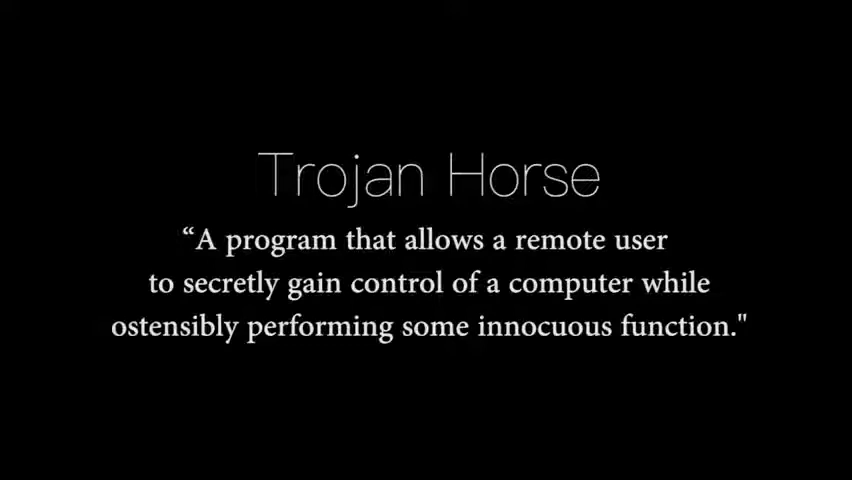 Trojan Horse
“A program that allows a remote user
to secretly gain control of a computer while
ostensibly performing some innocuous function."